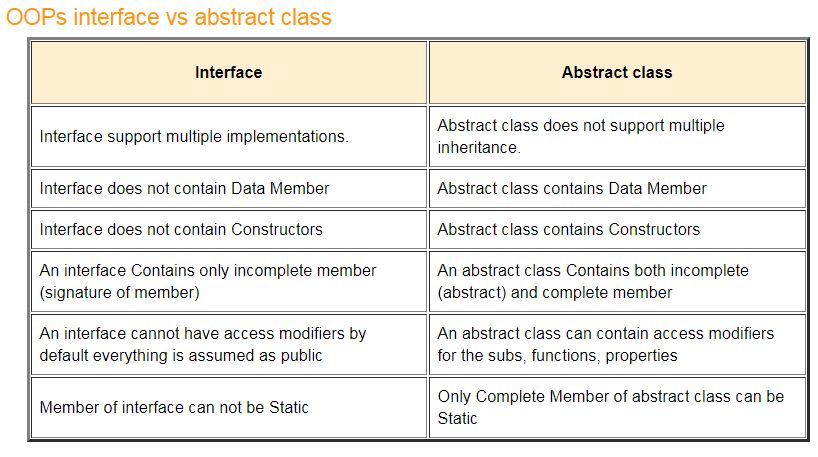 OOPs interface vs abstract class
Interface
Abstract class
Interface support multiple implementations.
Abstract class does not support multiple
inheritance.
Interface does not contain Data Member
Abstract class contains Data Member
Interface does not contain Constructors
Abstract class contains Constructors
An interface Contains only incomplete member
(signature of member)
An abstract class Contains both incomplete
(abstract) and complete member
An interface cannot have access modifiers by
default everything is assumed as public
An abstract class can contain access modifiers
for the subs, functions, properties
Member of interface can not be Static
Only Complete Member of abstract class can be
Static